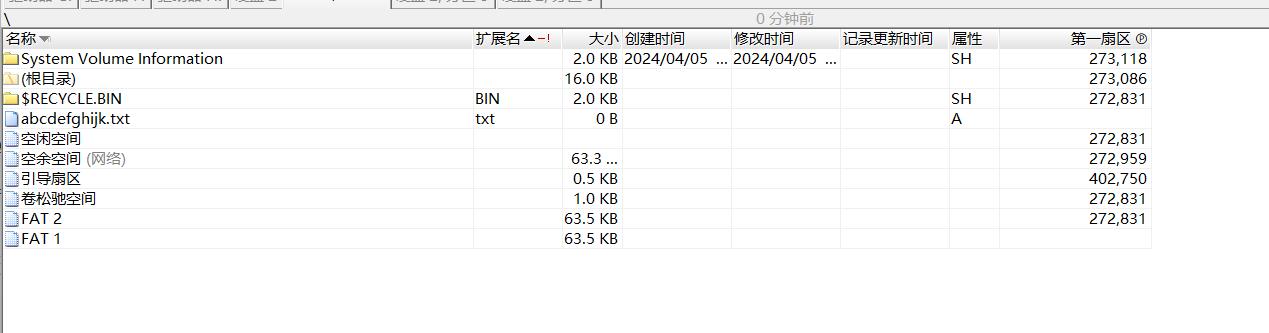 \ 0 分钟前
名称 扩展名 大小 创建时间 修改时间 记录更新时间 属性 第一扇区
System Volume Information 2.0 KB 2024/04/05 ... 2024/04/05 ... SH 273,118
(根目录) 16.0 KB 273,086
$RECYCLE.BIN BIN 2.0 KB SH 272,831
abcdefghijk.txt txt 0 B A
空闲空间 272,831
空余空间 (网络) 63.3 ... 272,959
引导扇区 0.5 KB 402,750
卷松驰空间 1.0 KB 272,831
FAT 2 63.5 KB 272,831
FAT 1 63.5 KB